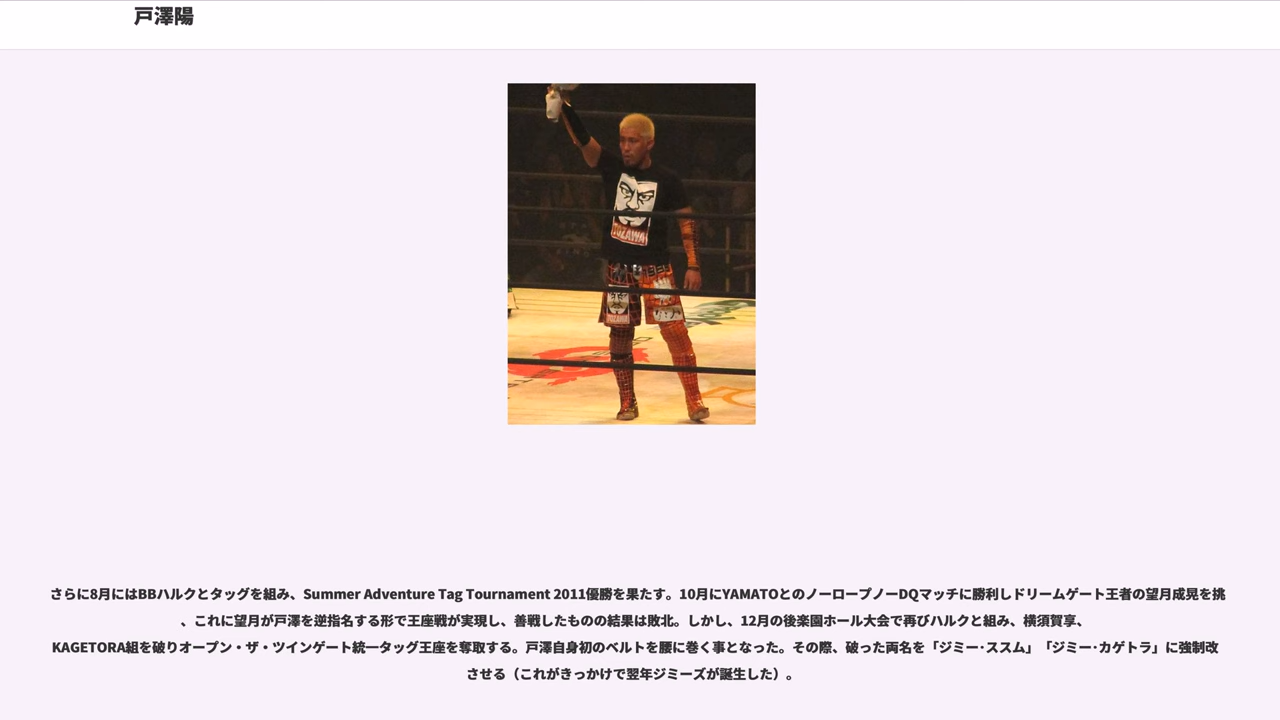 戸澤陽
TOZAWA
TOZAWA
さらに8月にはBBハルクとタッグを組み、Summer Adventure Tag Tournament 2011優勝を果たす。10月にYAMATOとのノーロープノーDQマッチに勝利しドリームゲート王者の望月成晃を挑
、これに望月が戸澤を逆指名する形で王座戦が実現し、善戦したものの結果は敗北。しかし、12月の後楽園ホール大会で再びハルクと組み、横須賀享、
KAGETORA組を破りオープン・ザ・ツインゲート統一タッグ王座を奪取する。戸澤自身初のベルトを腰に巻く事となった。その際、破った両名を「ジミー・ススム」「ジミー・カゲトラ」に強制改
させる（これがきっかけで翌年ジミーズが誕生した）。